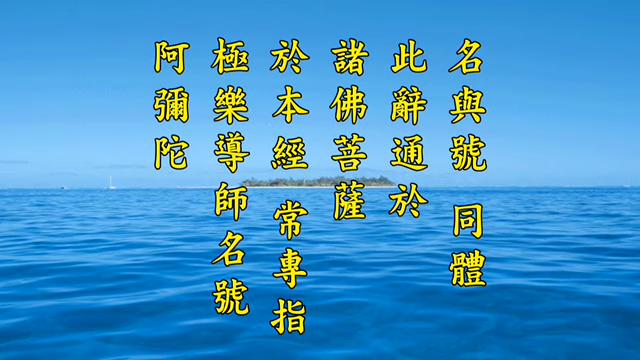 名與號 同體
此辭通於
諸佛菩薩
於本經 常專指
極樂導師名號
阿彌陀